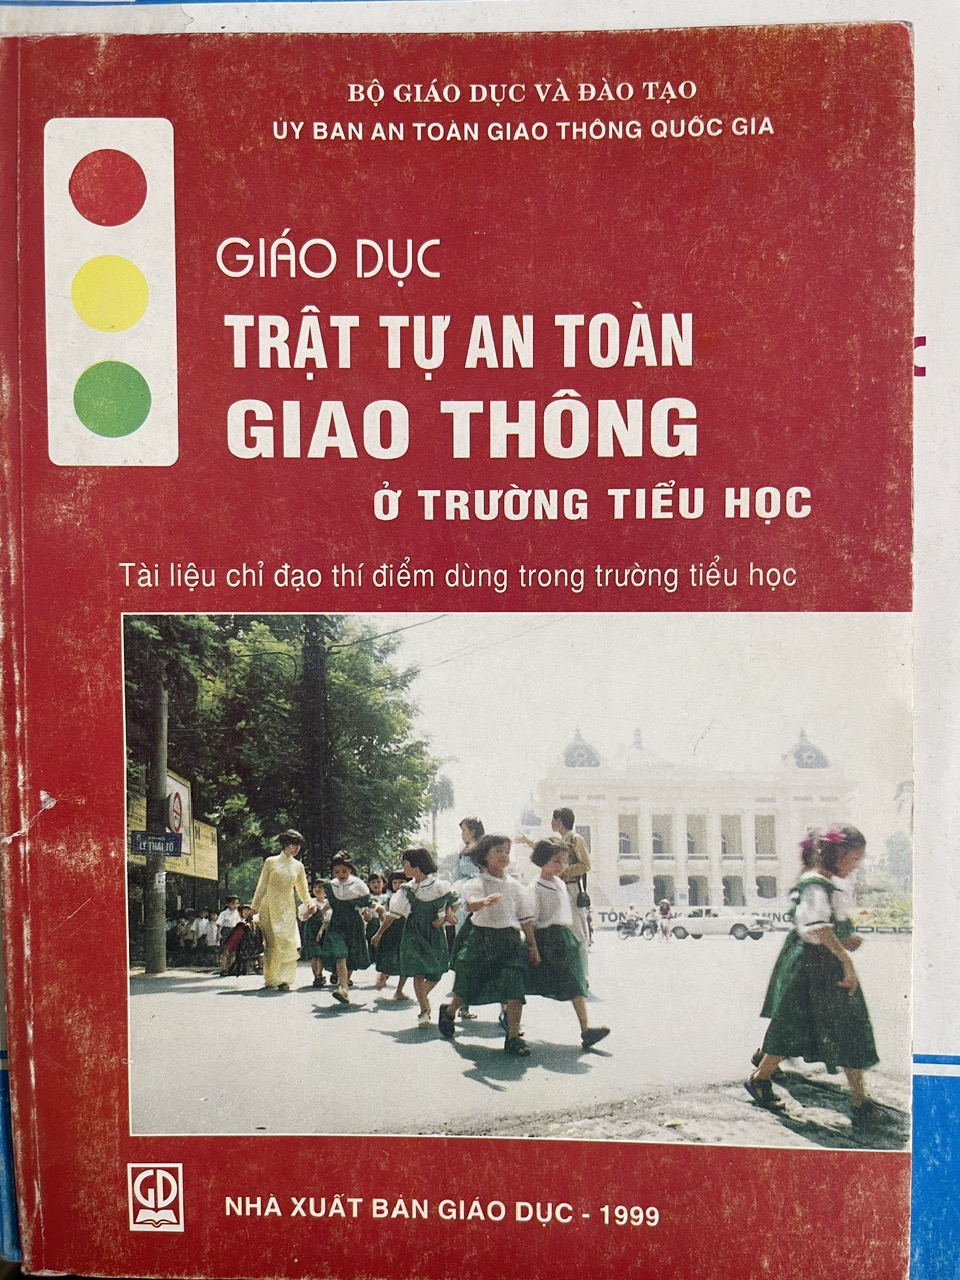 BỘ GIÁO DỤC VÀ ĐÀO TẠO
ỦY BAN AN TOÀN GIAO THÔNG QUỐC GIA
GIÁO DỤC
TRẬT TỰ AN TOÀN
GIAO THÔNG
Ở TRƯỜNG TIỂU HỌC
Tài liệu chỉ đạo thí điểm dùng trong trường tiểu học
LÝ THÁI TỔ
GD
NHÀ XUẤT BẢN GIÁO DỤC - 1999